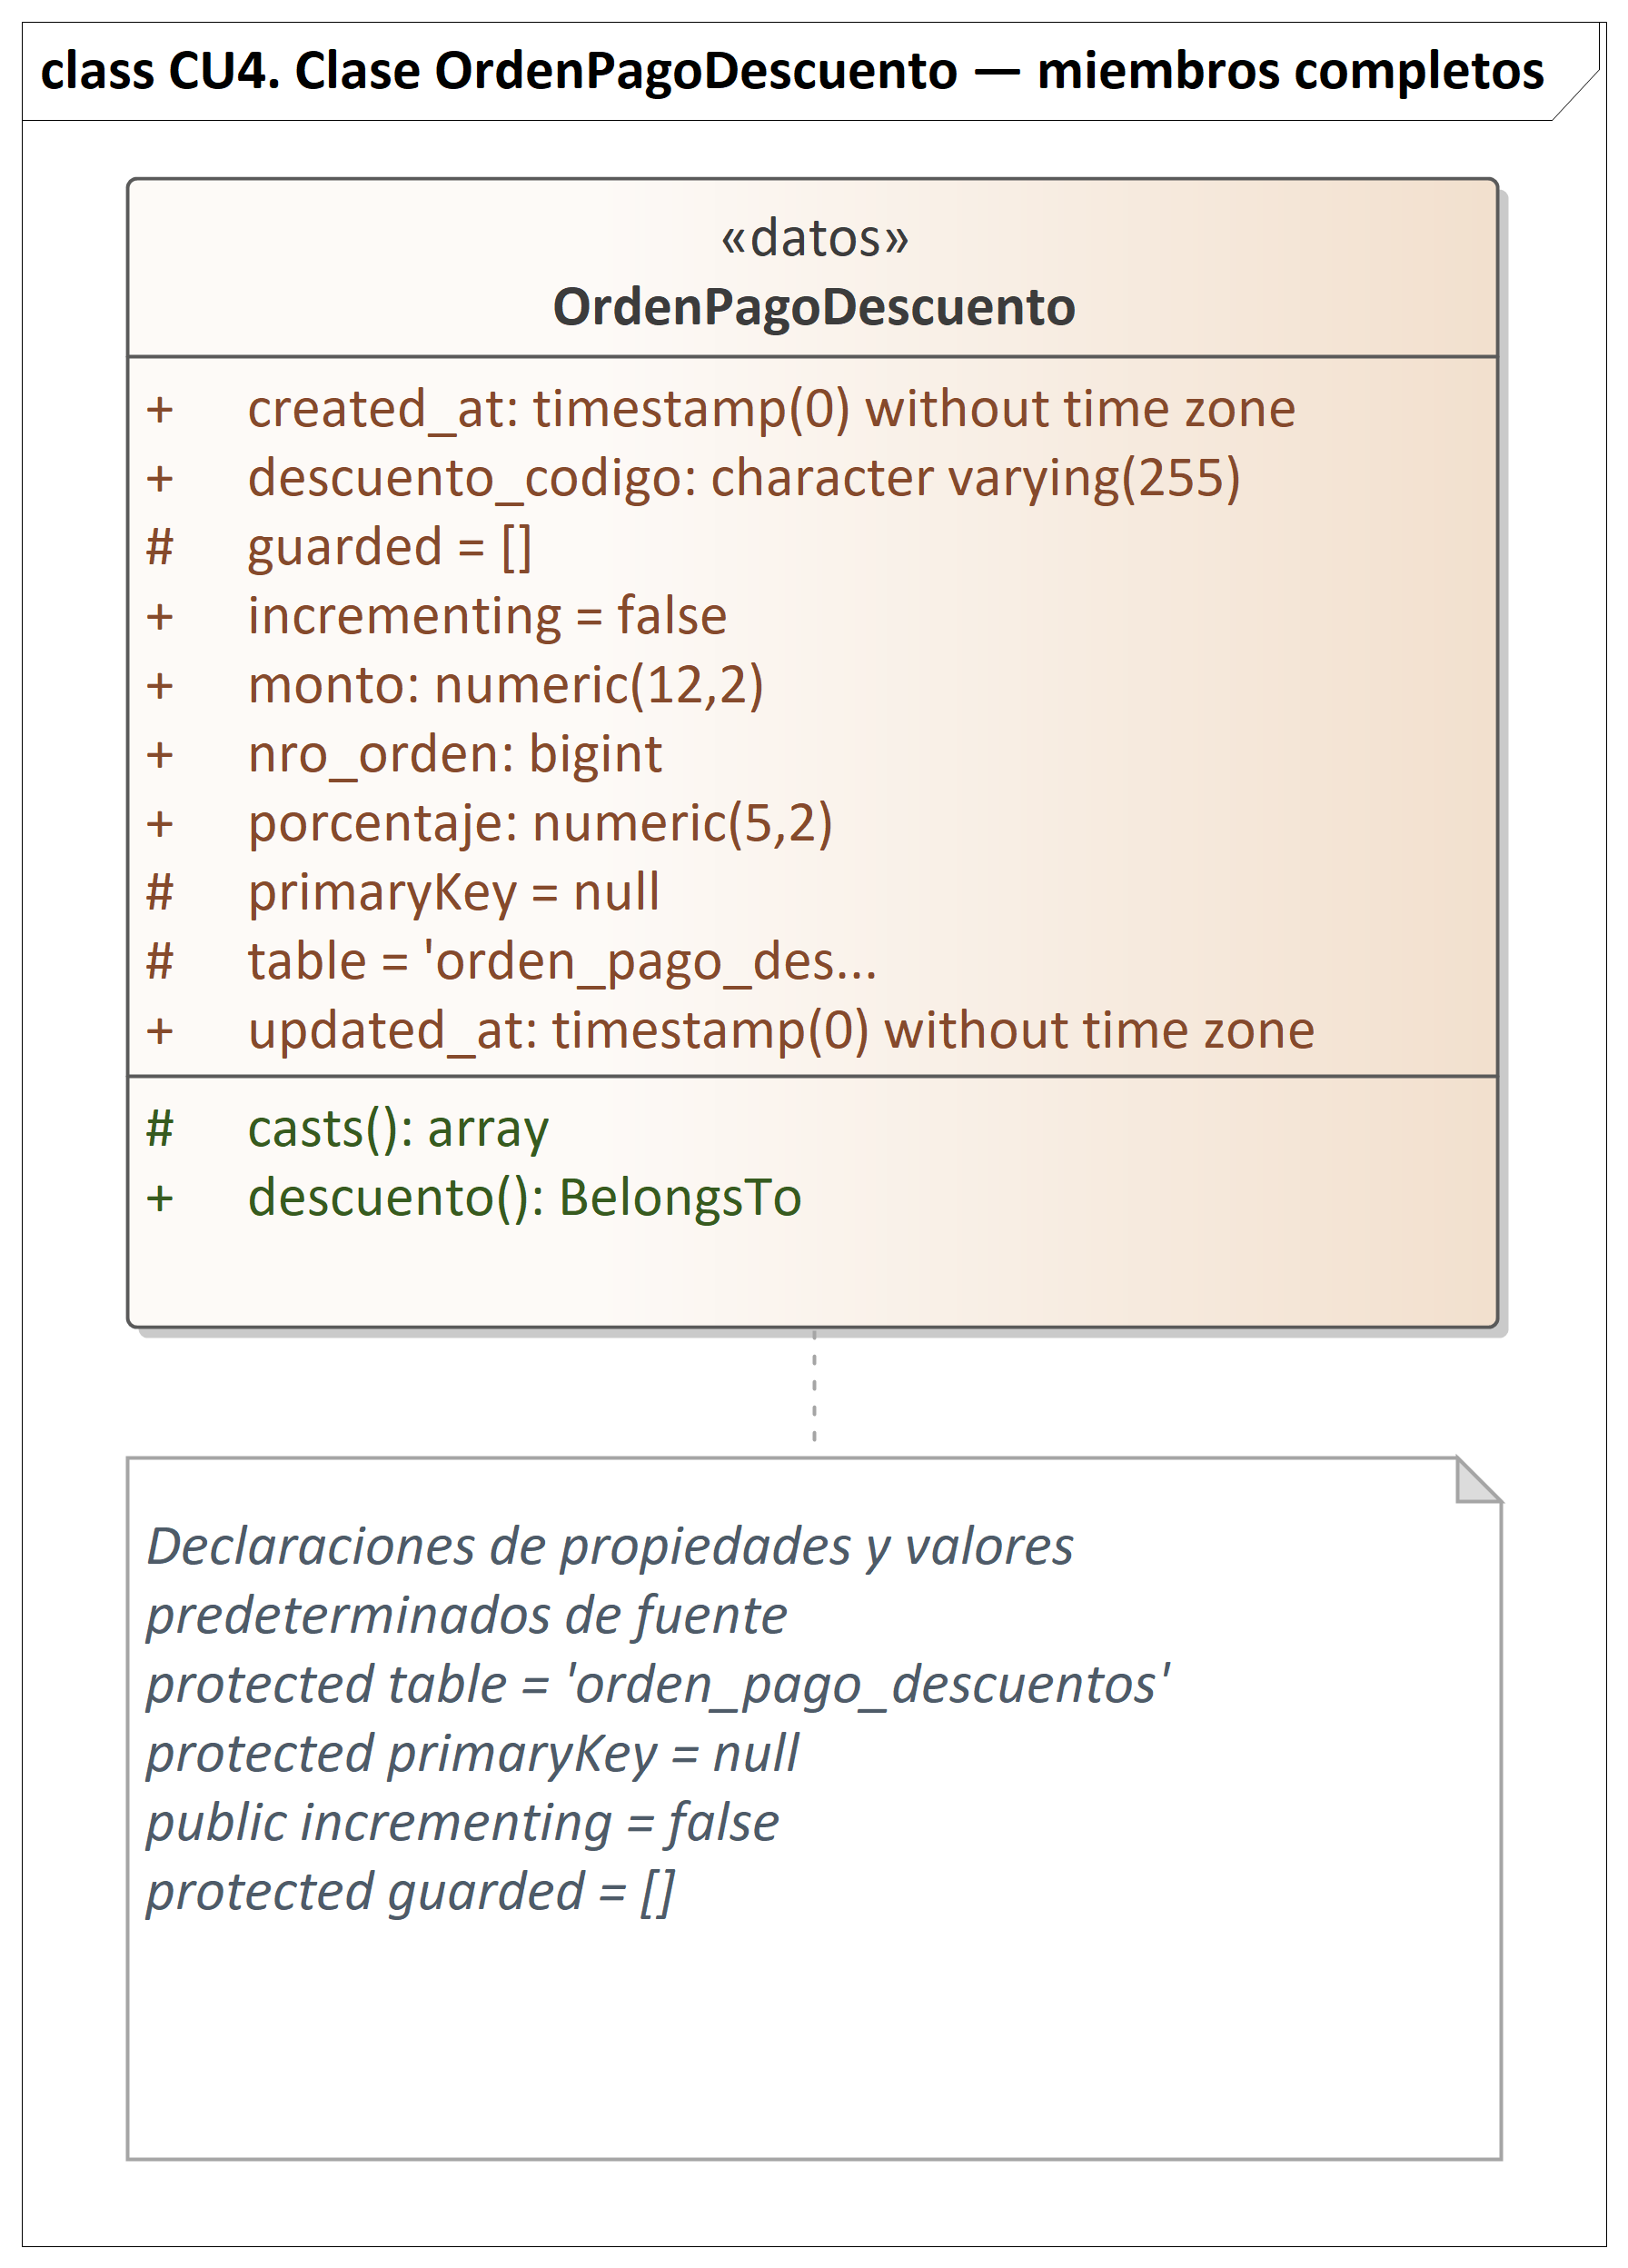 class CU4. Clase OrdenPagoDescuento — miembros completos
«datos»
OrdenPagoDescuento
+ created_at: timestamp(0) without time zone
+ descuento_codigo: character varying(255)
# guarded = []
+ incrementing = false
+ monto: numeric(12,2)
+ nro_orden: bigint
+ porcentaje: numeric(5,2)
# primaryKey = null
# table = 'orden_pago_des...
+ updated_at: timestamp(0) without time zone
# casts(): array
+ descuento(): BelongsTo
Declaraciones de propiedades y valores
predeterminados de fuente
protected table = 'orden_pago_descuentos'
protected primaryKey = null
public incrementing = false
protected guarded = []